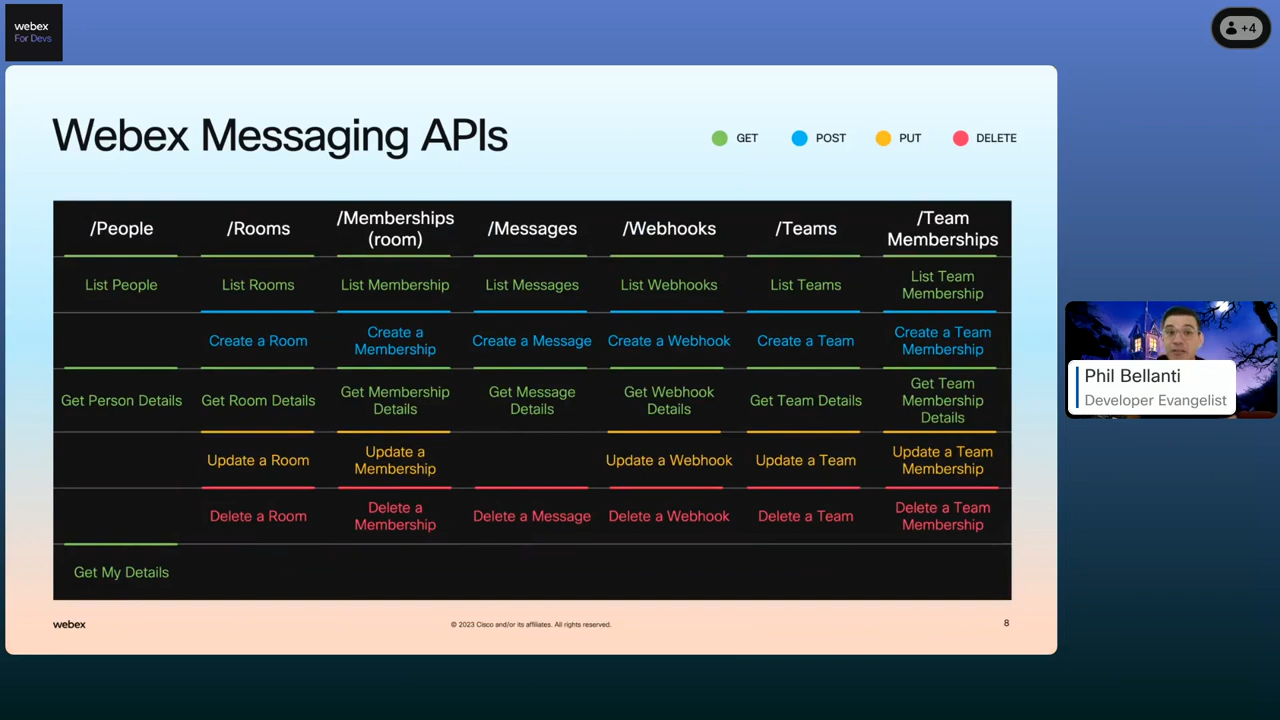 webex
For Devs
+4
Webex Messaging APIs
GET
POST
PUT
DELETE
/People
/Rooms
/Memberships
(room)
/Messages
/Webhooks
/Teams
/Team
Memberships
List People
List Rooms
List Membership
List Messages
List Webhooks
List Teams
List Team
Membership
Create a Room
Create a
Membership
Create a Message
Create a Webhook
Create a Team
Create a Team
Membership
Get Person Details
Get Room Details
Get Membership
Details
Get Message
Details
Get Webhook
Details
Get Team Details
Get Team
Membership
Details
Update a Room
Update a
Membership
Update a Webhook
Update a Team
Update a Team
Membership
Delete a Room
Delete a
Membership
Delete a Message
Delete a Webhook
Delete a Team
Delete a Team
Membership
Get My Details
webex
© 2023 Cisco and/or its affiliates. All rights reserved.
8
Phil Bellanti
Developer Evangelist